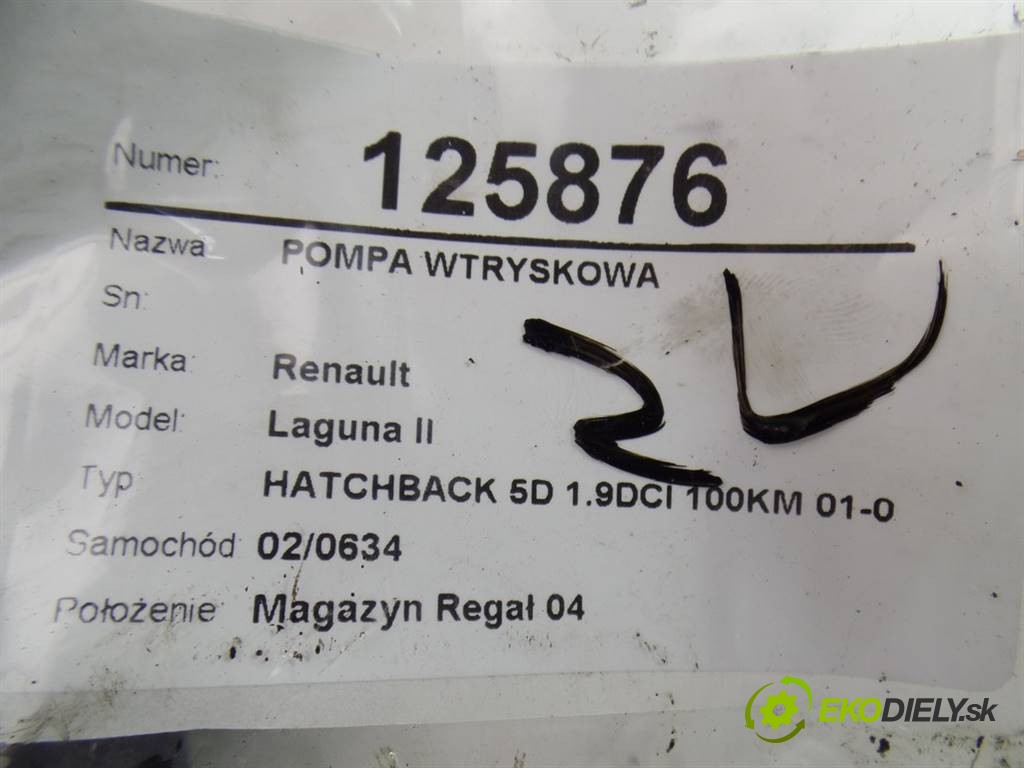 Numer: 125876
Nazwa POMPA WTRYSKOWA
Sn:
Marka: Renault
Model: Laguna II
Typ HATCHBACK 5D 1.9DCI 100KM 01-0
Samochód: 02/0634
Położenie: Magazyn Regał 04
EKODIELY.sk